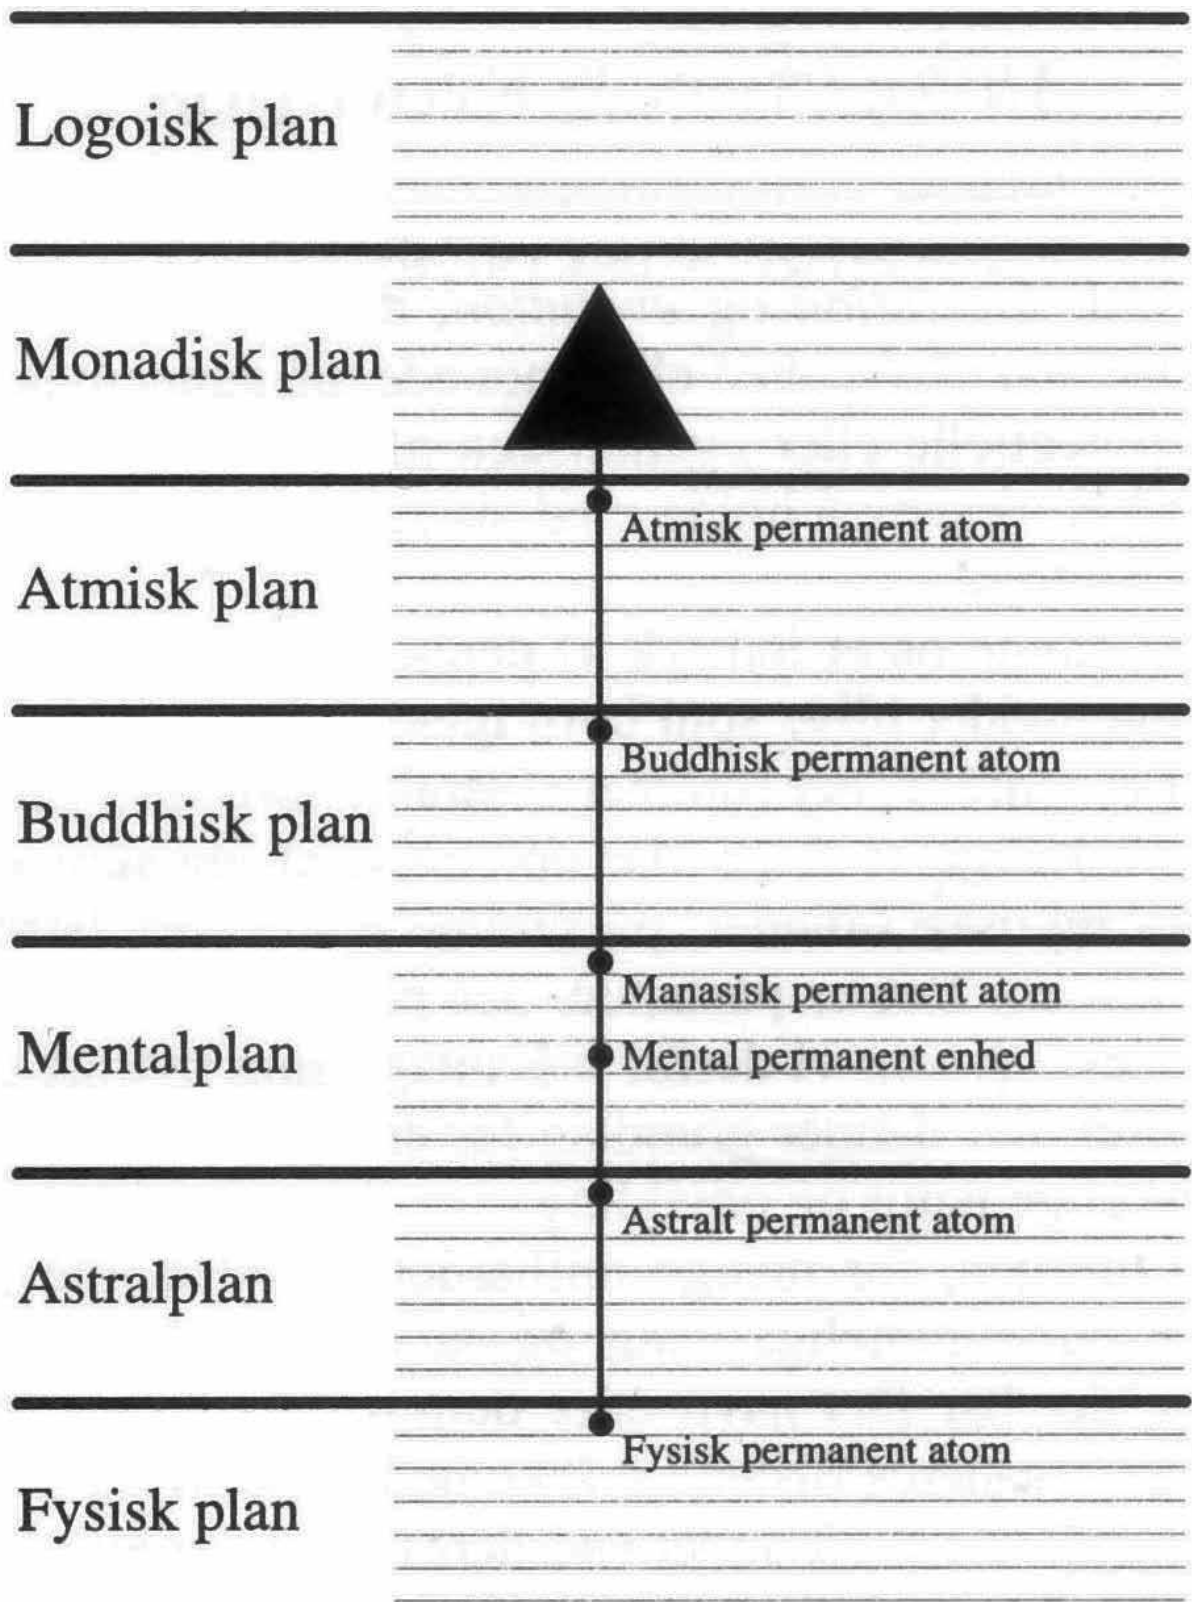 Logoisk plan
Monadisk plan
Atmisk permanent atom
Atmisk plan
Buddhisk permanent atom
Buddhisk plan
Manasisk permanent atom
Mentalplan
Mental permanent enhed
Astralt permanent atom
Astralplan
Fysisk permanent atom
Fysisk plan